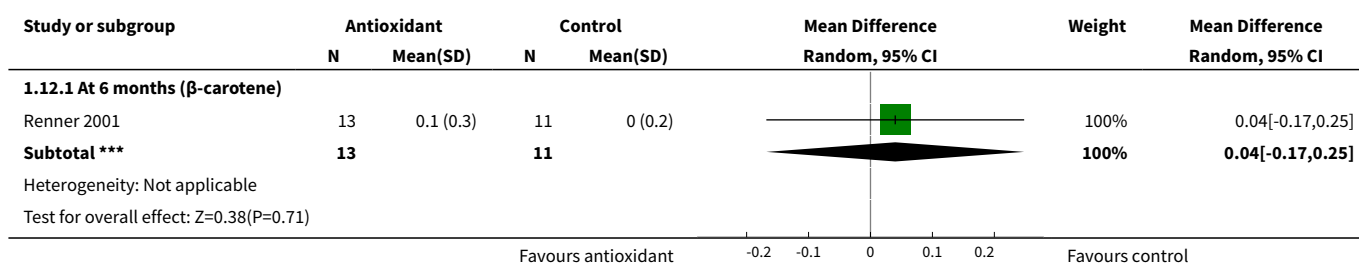 Study or subgroup Antioxidant Control Mean Difference Weight Mean Difference
N Mean(SD) N Mean(SD) Random, 95% CI Random, 95% CI
1.12.1 At 6 months (β-carotene)
Renner 2001 13 0.1 (0.3) 11 0 (0.2) 100% 0.04[-0.17,0.25]
Subtotal *** 13 11 100% 0.04[-0.17,0.25]
Heterogeneity: Not applicable
Test for overall effect: Z=0.38(P=0.71)
Favours antioxidant -0.2 -0.1 0 0.1 0.2 Favours control